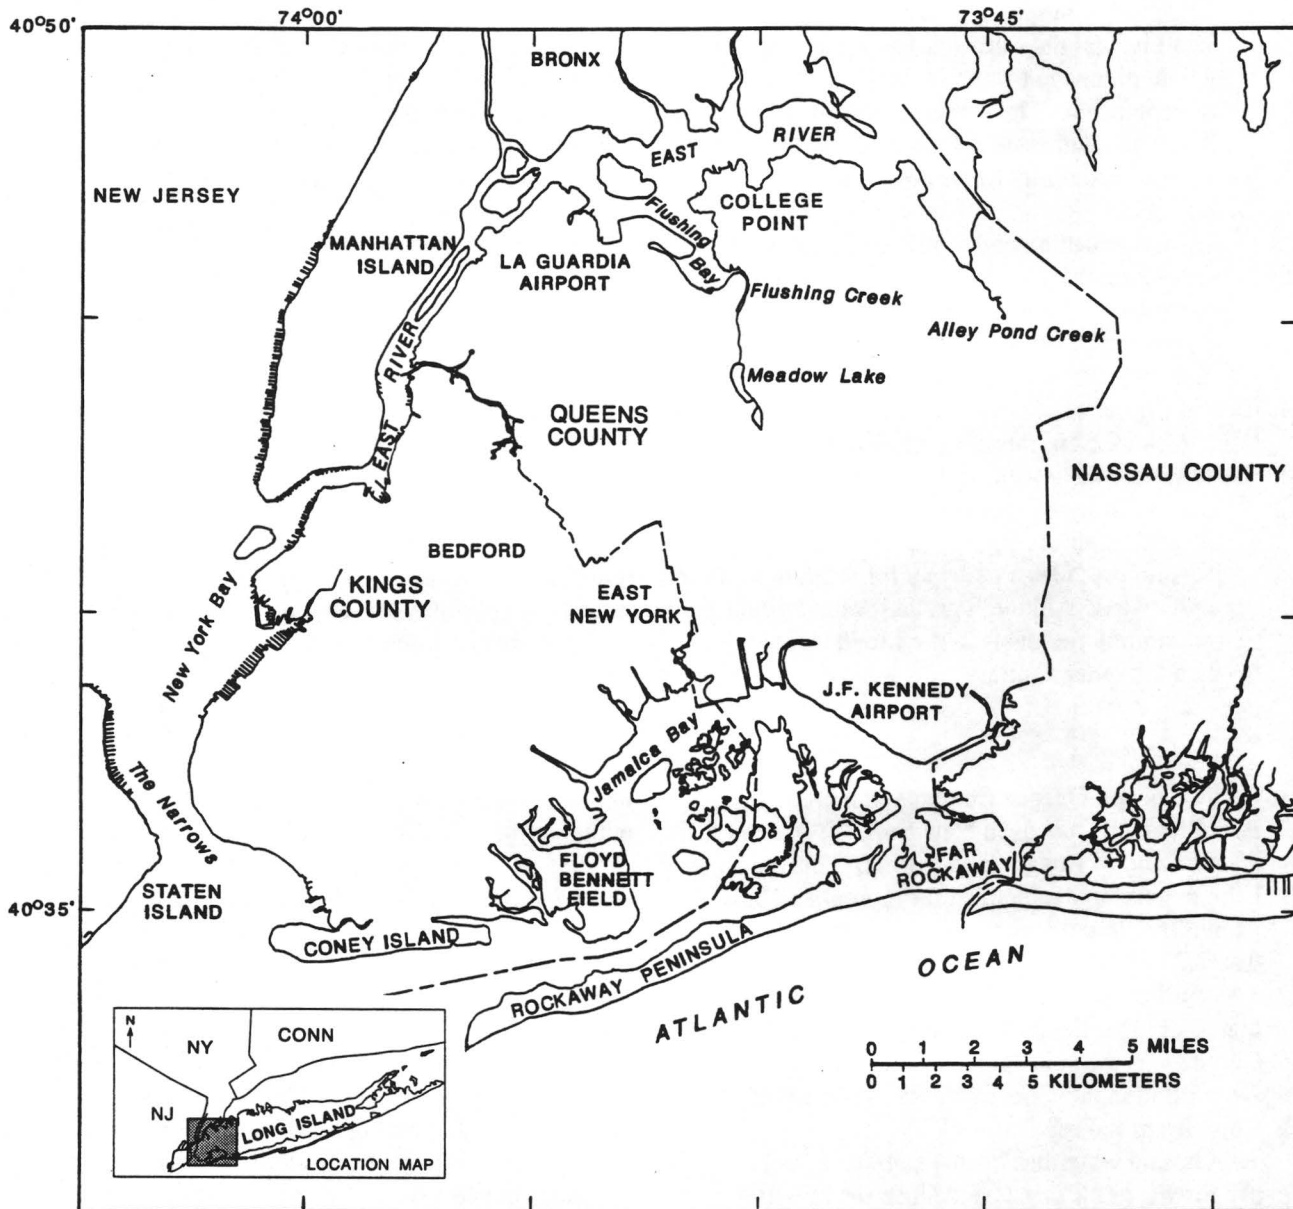 74°00'
73°45'
40°50'
BRONX
EAST
RIVER
NEW JERSEY
COLLEGE
POINT
Flushing
Bay
MANHATTAN
ISLAND
LA GUARDIA
AIRPORT
Flushing Creek
Alley Pond Creek
RIVER
EAST
Meadow Lake
QUEENS
COUNTY
NASSAU COUNTY
BEDFORD
New York Bay
KINGS
COUNTY
EAST
NEW YORK
J.F. KENNEDY
AIRPORT
Jamaica Bay
The Narrows
FLOYD
BENNETT
FIELD
FAR
ROCKAWAY
STATEN
ISLAND
40°35'
CONEY ISLAND
ROCKAWAY PENINSULA
ATLANTIC
OCEAN
N
NY
CONN
NJ
LONG ISLAND
LOCATION MAP
0 1 2 3 4 5 MILES
0 1 2 3 4 5 KILOMETERS